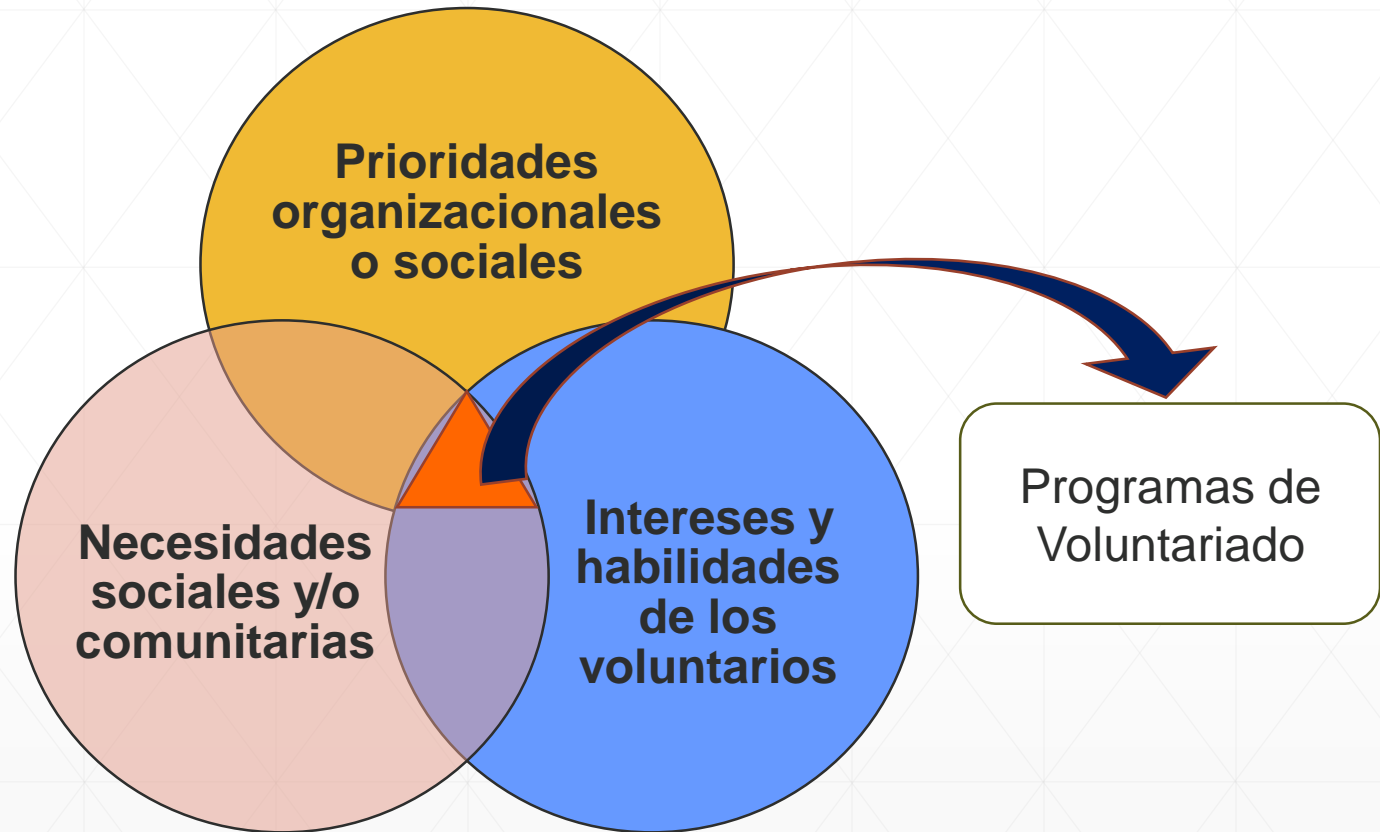 Prioridades
organizacionales
o sociales
Necesidades
sociales y/o
comunitarias
Intereses y
habilidades
de los
voluntarios
Programas de
Voluntariado